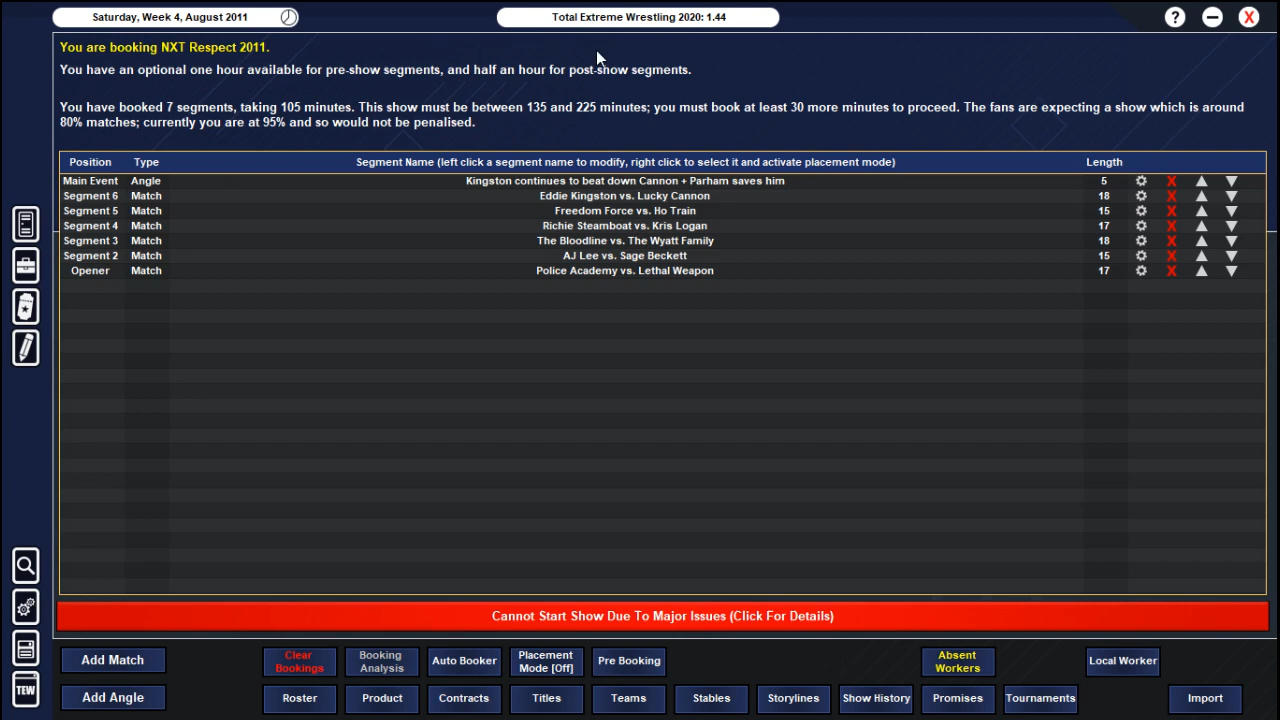 Saturday, Week 4, August 2011
Total Extreme Wrestling 2020: 1.44
? X
You are booking NXT Respect 2011.
You have an optional one hour available for pre-show segments, and half an hour for post-show segments.
You have booked 7 segments, taking 105 minutes. This show must be between 135 and 225 minutes; you must book at least 30 more minutes to proceed. The fans are expecting a show which is around
80% matches; currently you are at 95% and so would not be penalised.
Position Type Segment Name (left click a segment name to modify, right click to select it and activate placement mode) Length
Main Event Angle Kingston continues to beat down Cannon + Parham saves him 5 X
Segment 6 Match Eddie Kingston vs. Lucky Cannon 18 X
Segment 5 Match Freedom Force vs. Ho Train 15 X
Segment 4 Match Richie Steamboat vs. Kris Logan 17 X
Segment 3 Match The Bloodline vs. The Wyatt Family 18 X
Segment 2 Match AJ Lee vs. Sage Beckett 15 X
Opener Match Police Academy vs. Lethal Weapon 17 X
Cannot Start Show Due To Major Issues (Click For Details)
Add Match
Clear
Bookings
Booking
Analysis
Auto Booker
Placement
Mode [Off]
Pre Booking
Absent
Workers
Local Worker
TEW
Add Angle
Roster
Product
Contracts
Titles
Teams
Stables
Storylines
Show History
Promises
Tournaments
Import